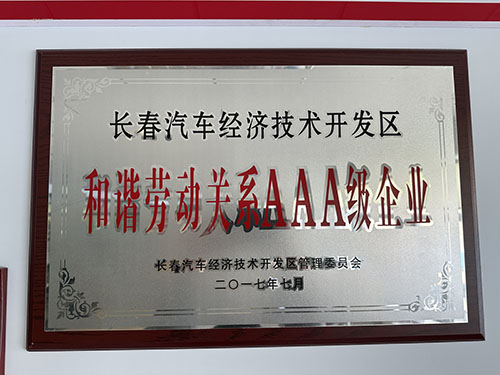 长春汽车经济技术开发区
和谐劳动关系AAA级企业
长春汽车经济技术开发区管理委员会
二〇一七年七月